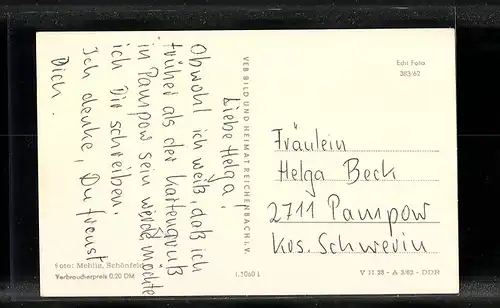 Liebe Helga!
Obwohl ich weiß, daß ich
früher als der Kartengruß
in Pampow sein werde, möchte
ich Dir schreiben.
Ich denke, Du freust
Dich.
VEB BILD UND HEIMAT REICHENBACH i. V.
Echt Foto
383/62
Fräulein
Helga Beck
2711 Pampow
Krs. Schwerin
Foto: Mehlig, Schönfeld
Verbraucherpreis 0,20 DM
V 11 28 - A 3/62 - DDR